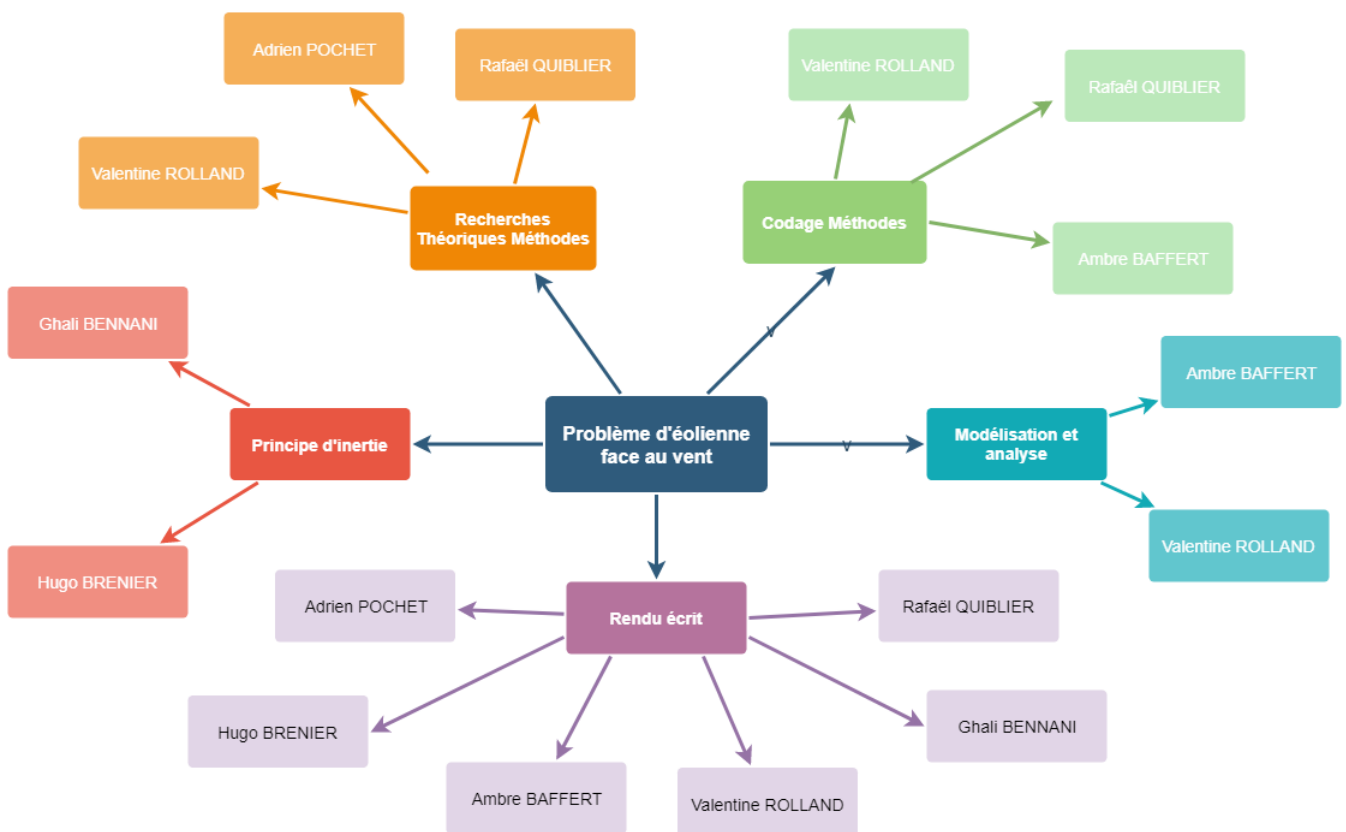 Adrien POCHET
Rafaël QUIBLIER
Valentine ROLLAND
Recherches
Théoriques Méthodes
Valentine ROLLAND
Rafaêl QUIBLIER
Codage Méthodes
Ambre BAFFERT
Ghali BENNANI
Principe d'inertie
Hugo BRENIER
Problème d'éolienne
face au vent
v
v
Modélisation et
analyse
Ambre BAFFERT
Valentine ROLLAND
Rendu écrit
Adrien POCHET
Rafaël QUIBLIER
Hugo BRENIER
Ghali BENNANI
Ambre BAFFERT
Valentine ROLLAND